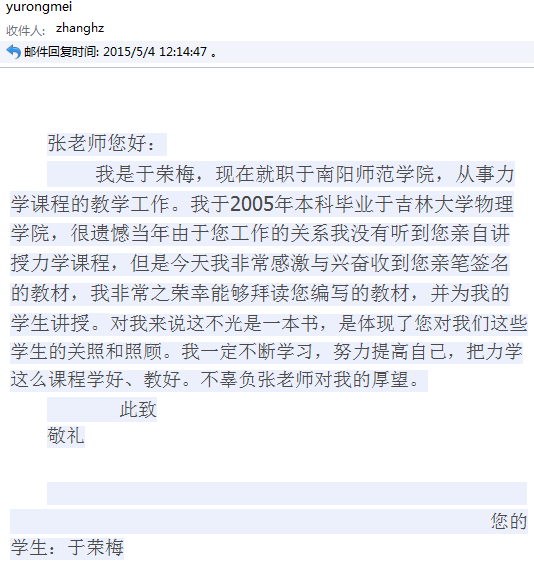 yurongmei
收件人: zhanghz
邮件回复时间: 2015/5/4 12:14:47 。
张老师您好：
我是于荣梅，现在就职于南阳师范学院，从事力
学课程的教学工作。我于2005年本科毕业于吉林大学物理
学院，很遗憾当年由于您工作的关系我没有听到您亲自讲
授力学课程，但是今天我非常感激与兴奋收到您亲笔签名
的教材，我非常之荣幸能够拜读您编写的教材，并为我的
学生讲授。对我来说这不光是一本书，是体现了您对我们这些
学生的关照和照顾。我一定不断学习，努力提高自己，把力学
这么课程学好、教好。不辜负张老师对我的厚望。
此致
敬礼
您的
学生：于荣梅